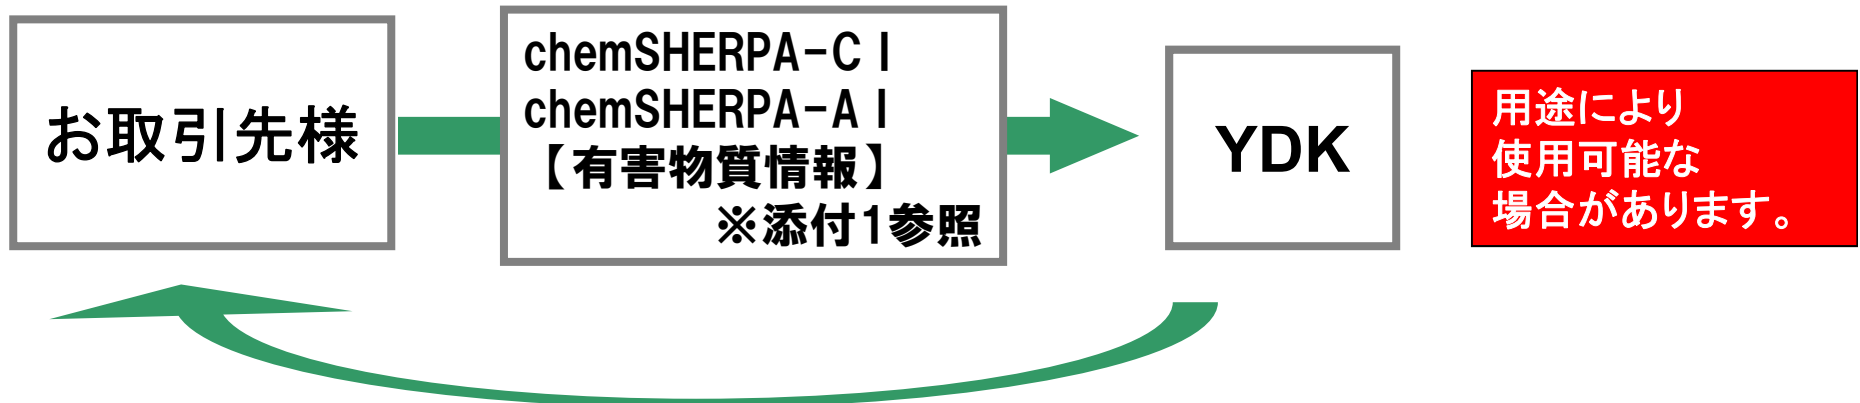 お取引先様
chemSHERPA-CI
chemSHERPA-AI
【有害物質情報】
※添付1参照
YDK
用途により
使用可能な
場合があります。